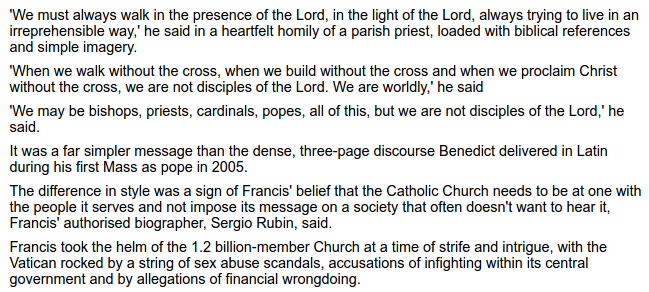 'We must always walk in the presence of the Lord, in the light of the Lord, always trying to live in an
irreprehensible way,' he said in a heartfelt homily of a parish priest, loaded with biblical references
and simple imagery.
'When we walk without the cross, when we build without the cross and when we proclaim Christ
without the cross, we are not disciples of the Lord. We are worldly,' he said
'We may be bishops, priests, cardinals, popes, all of this, but we are not disciples of the Lord,' he
said.
It was a far simpler message than the dense, three-page discourse Benedict delivered in Latin
during his first Mass as pope in 2005.
The difference in style was a sign of Francis' belief that the Catholic Church needs to be at one with
the people it serves and not impose its message on a society that often doesn't want to hear it,
Francis' authorised biographer, Sergio Rubin, said.
Francis took the helm of the 1.2 billion-member Church at a time of strife and intrigue, with the
Vatican rocked by a string of sex abuse scandals, accusations of infighting within its central
government and by allegations of financial wrongdoing.